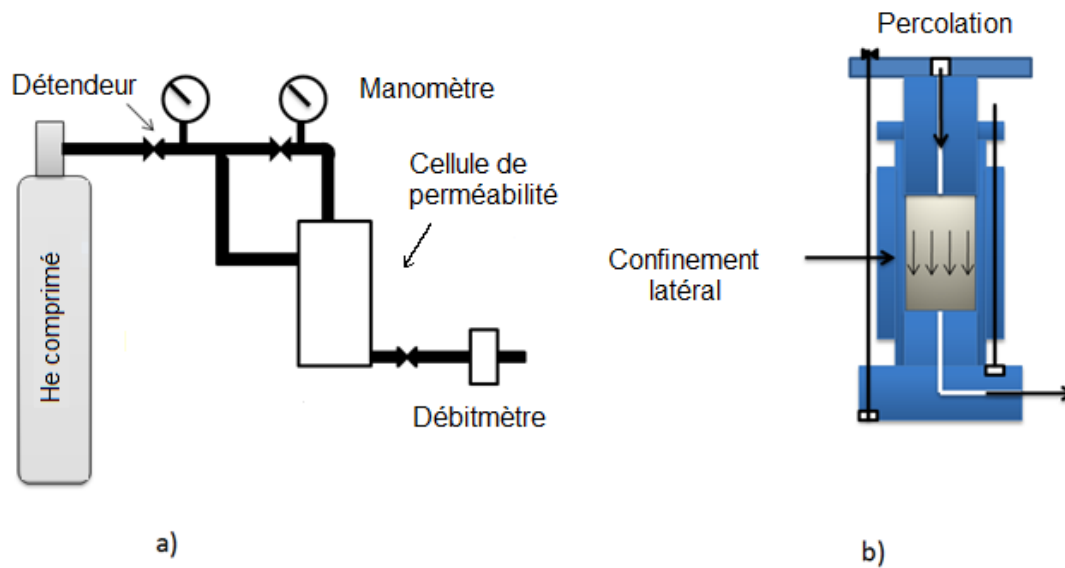 Détendeur
Manomètre
Cellule de
perméabilité
He comprimé
Débitmètre
a)
Percolation
Confinement
latéral
b)